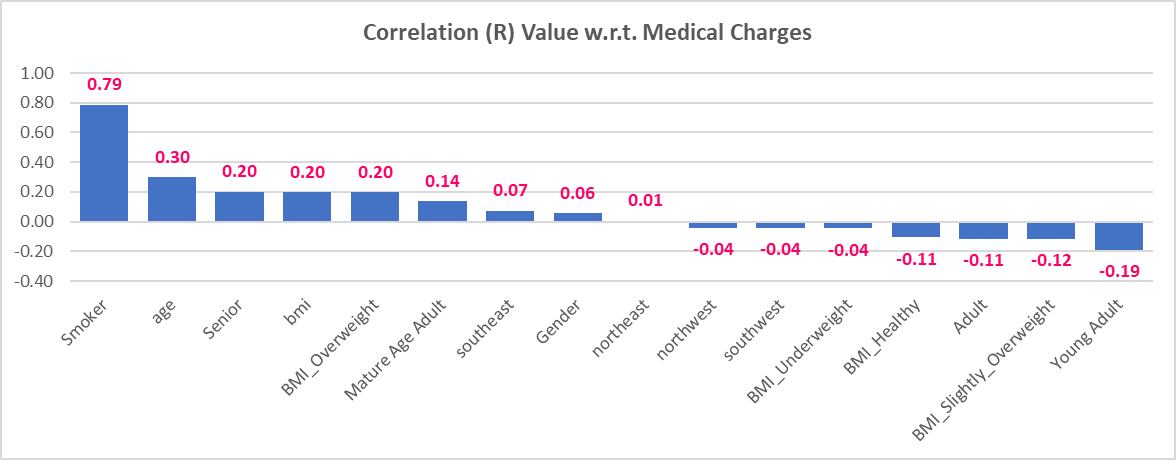 Correlation (R) Value w.r.t. Medical Charges
1.00
0.80
0.60
0.40
0.20
0.00
-0.20
-0.40
0.79
0.30
0.20
0.20
0.20
0.14
0.07
0.06
0.01
-0.04
-0.04
-0.04
-0.11
-0.11
-0.12
-0.19
Smoker
age
Senior
bmi
BMI_Overweight
Mature Age Adult
southeast
Gender
northeast
northwest
southwest
BMI_Underweight
BMI_Healthy
Adult
BMI_Slightly_Overweight
Young Adult